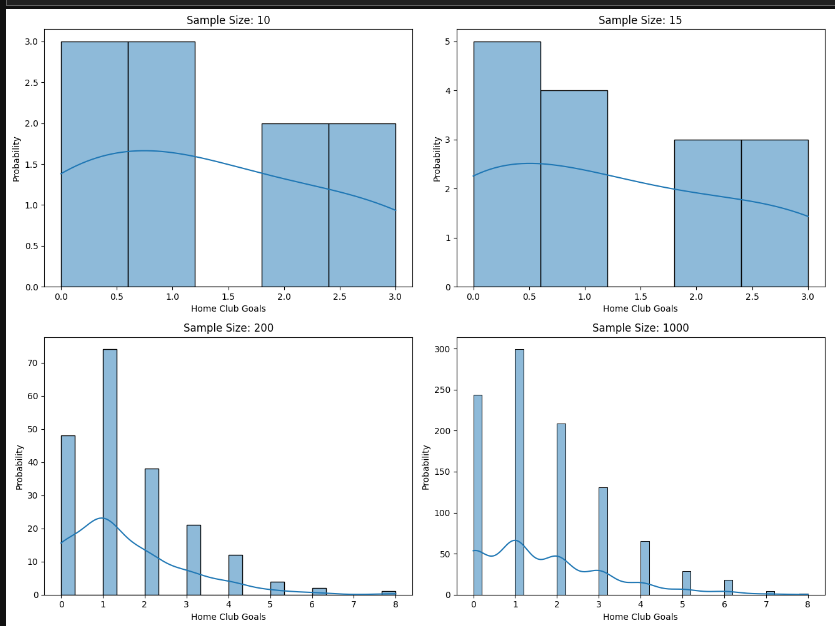 Sample Size: 10
Probability
3.0
2.5
2.0
1.5
1.0
0.5
0.0
0.0 0.5 1.0 1.5 2.0 2.5 3.0
Home Club Goals
Sample Size: 15
Probability
5
4
3
2
1
0
0.0 0.5 1.0 1.5 2.0 2.5 3.0
Home Club Goals
Sample Size: 200
Probability
70
60
50
40
30
20
10
0
0 1 2 3 4 5 6 7 8
Home Club Goals
Sample Size: 1000
Probability
300
250
200
150
100
50
0
0 1 2 3 4 5 6 7 8
Home Club Goals